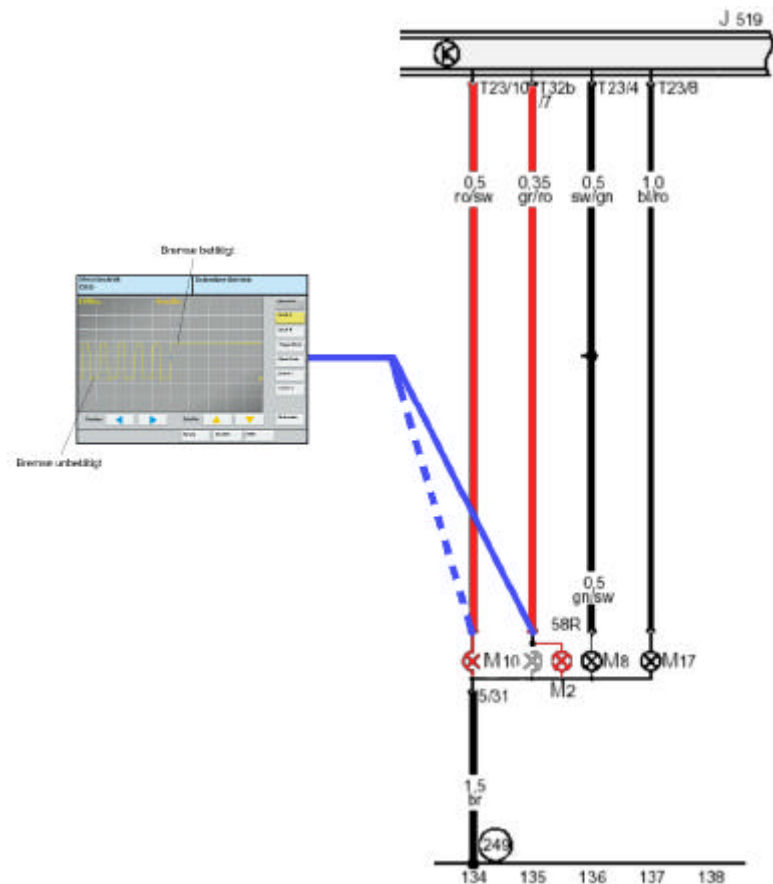 J 519
K
T23/10
T32b
/7
T23/4
T23/8
0,5
ro/sw
0,35
gr/ro
0,5
sw/gn
1,0
bl/ro
Bremse betätigt
Bremse unbetätigt
0,5
gn/sw
58R
M10
M2
M8
M17
5/31
1,5
br
249
134
135
136
137
138